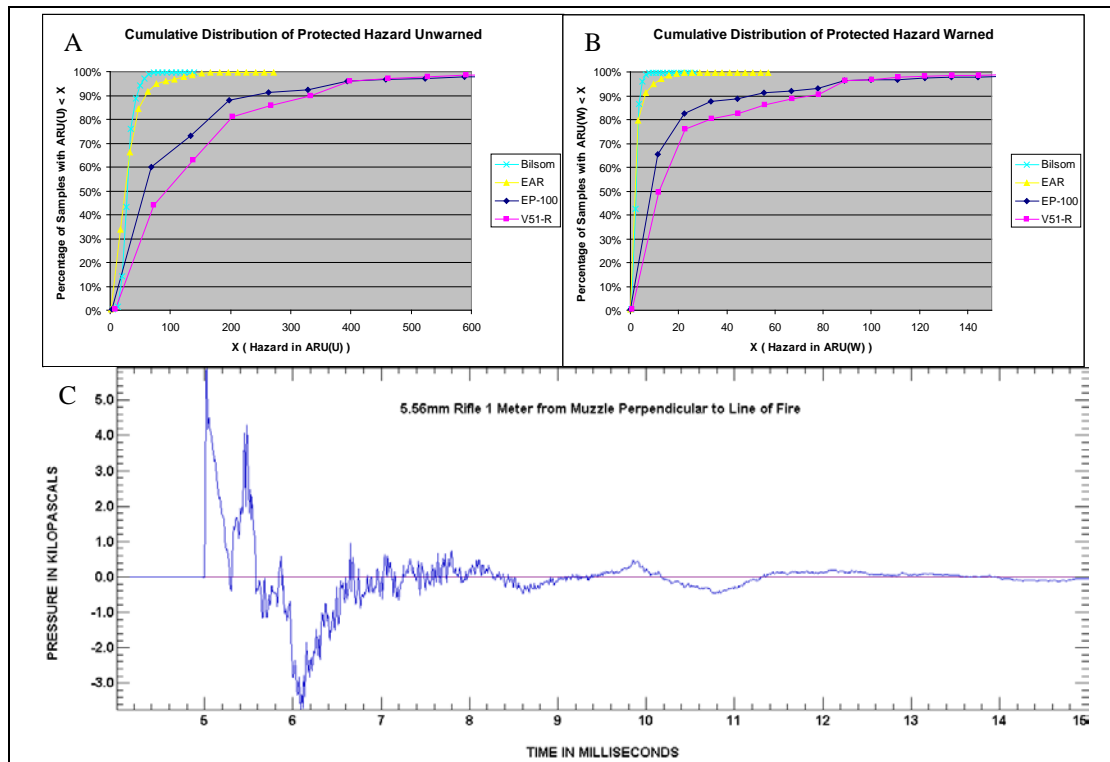 A
Cumulative Distribution of Protected Hazard Unwarned
Percentage of Samples with ARU(U) < X
100%
90%
80%
70%
60%
50%
40%
30%
20%
10%
0%
0 100 200 300 400 500 600
X ( Hazard in ARU(U) )
Bilsom
EAR
EP-100
V51-R
B
Cumulative Distribution of Protected Hazard Warned
Percentage of Samples with ARU(W) < X
100%
90%
80%
70%
60%
50%
40%
30%
20%
10%
0%
0 20 40 60 80 100 120 140
X ( Hazard in ARU(W) )
Bilsom
EAR
EP-100
V51-R
C
5.56mm Rifle 1 Meter from Muzzle Perpendicular to Line of Fire
PRESSURE IN KILOPASCALS
5.0
4.0
3.0
2.0
1.0
0.0
-1.0
-2.0
-3.0
5 6 7 8 9 10 11 12 13 14 15
TIME IN MILLISECONDS